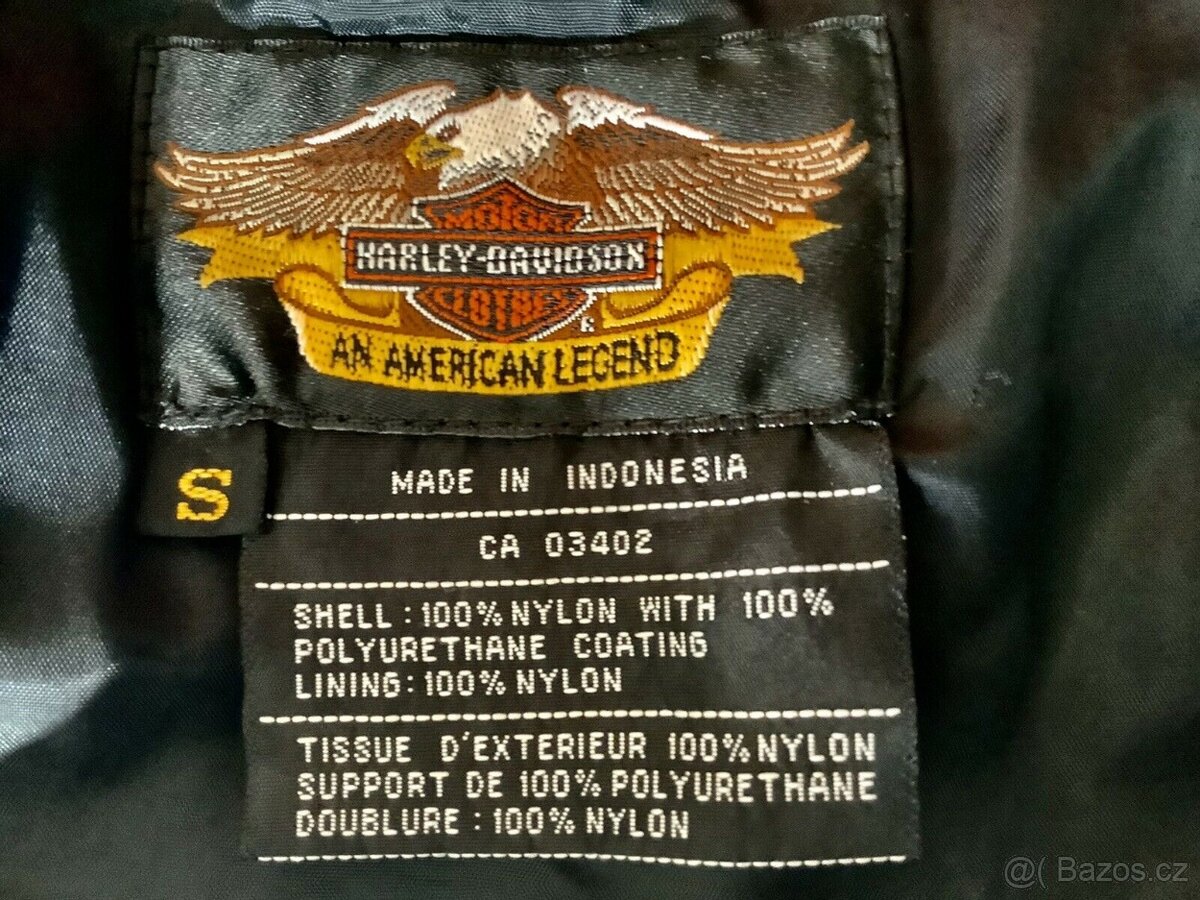 MOTOR
HARLEY-DAVIDSON
CLOTHES
®
AN AMERICAN LEGEND
S
MADE IN INDONESIA
CA 03402
SHELL : 100% NYLON WITH 100%
POLYURETHANE COATING
LINING : 100% NYLON
TISSUE D'EXTERIEUR 100% NYLON
SUPPORT DE 100% POLYURETHANE
DOUBLURE : 100% NYLON
@( Bazos.cz